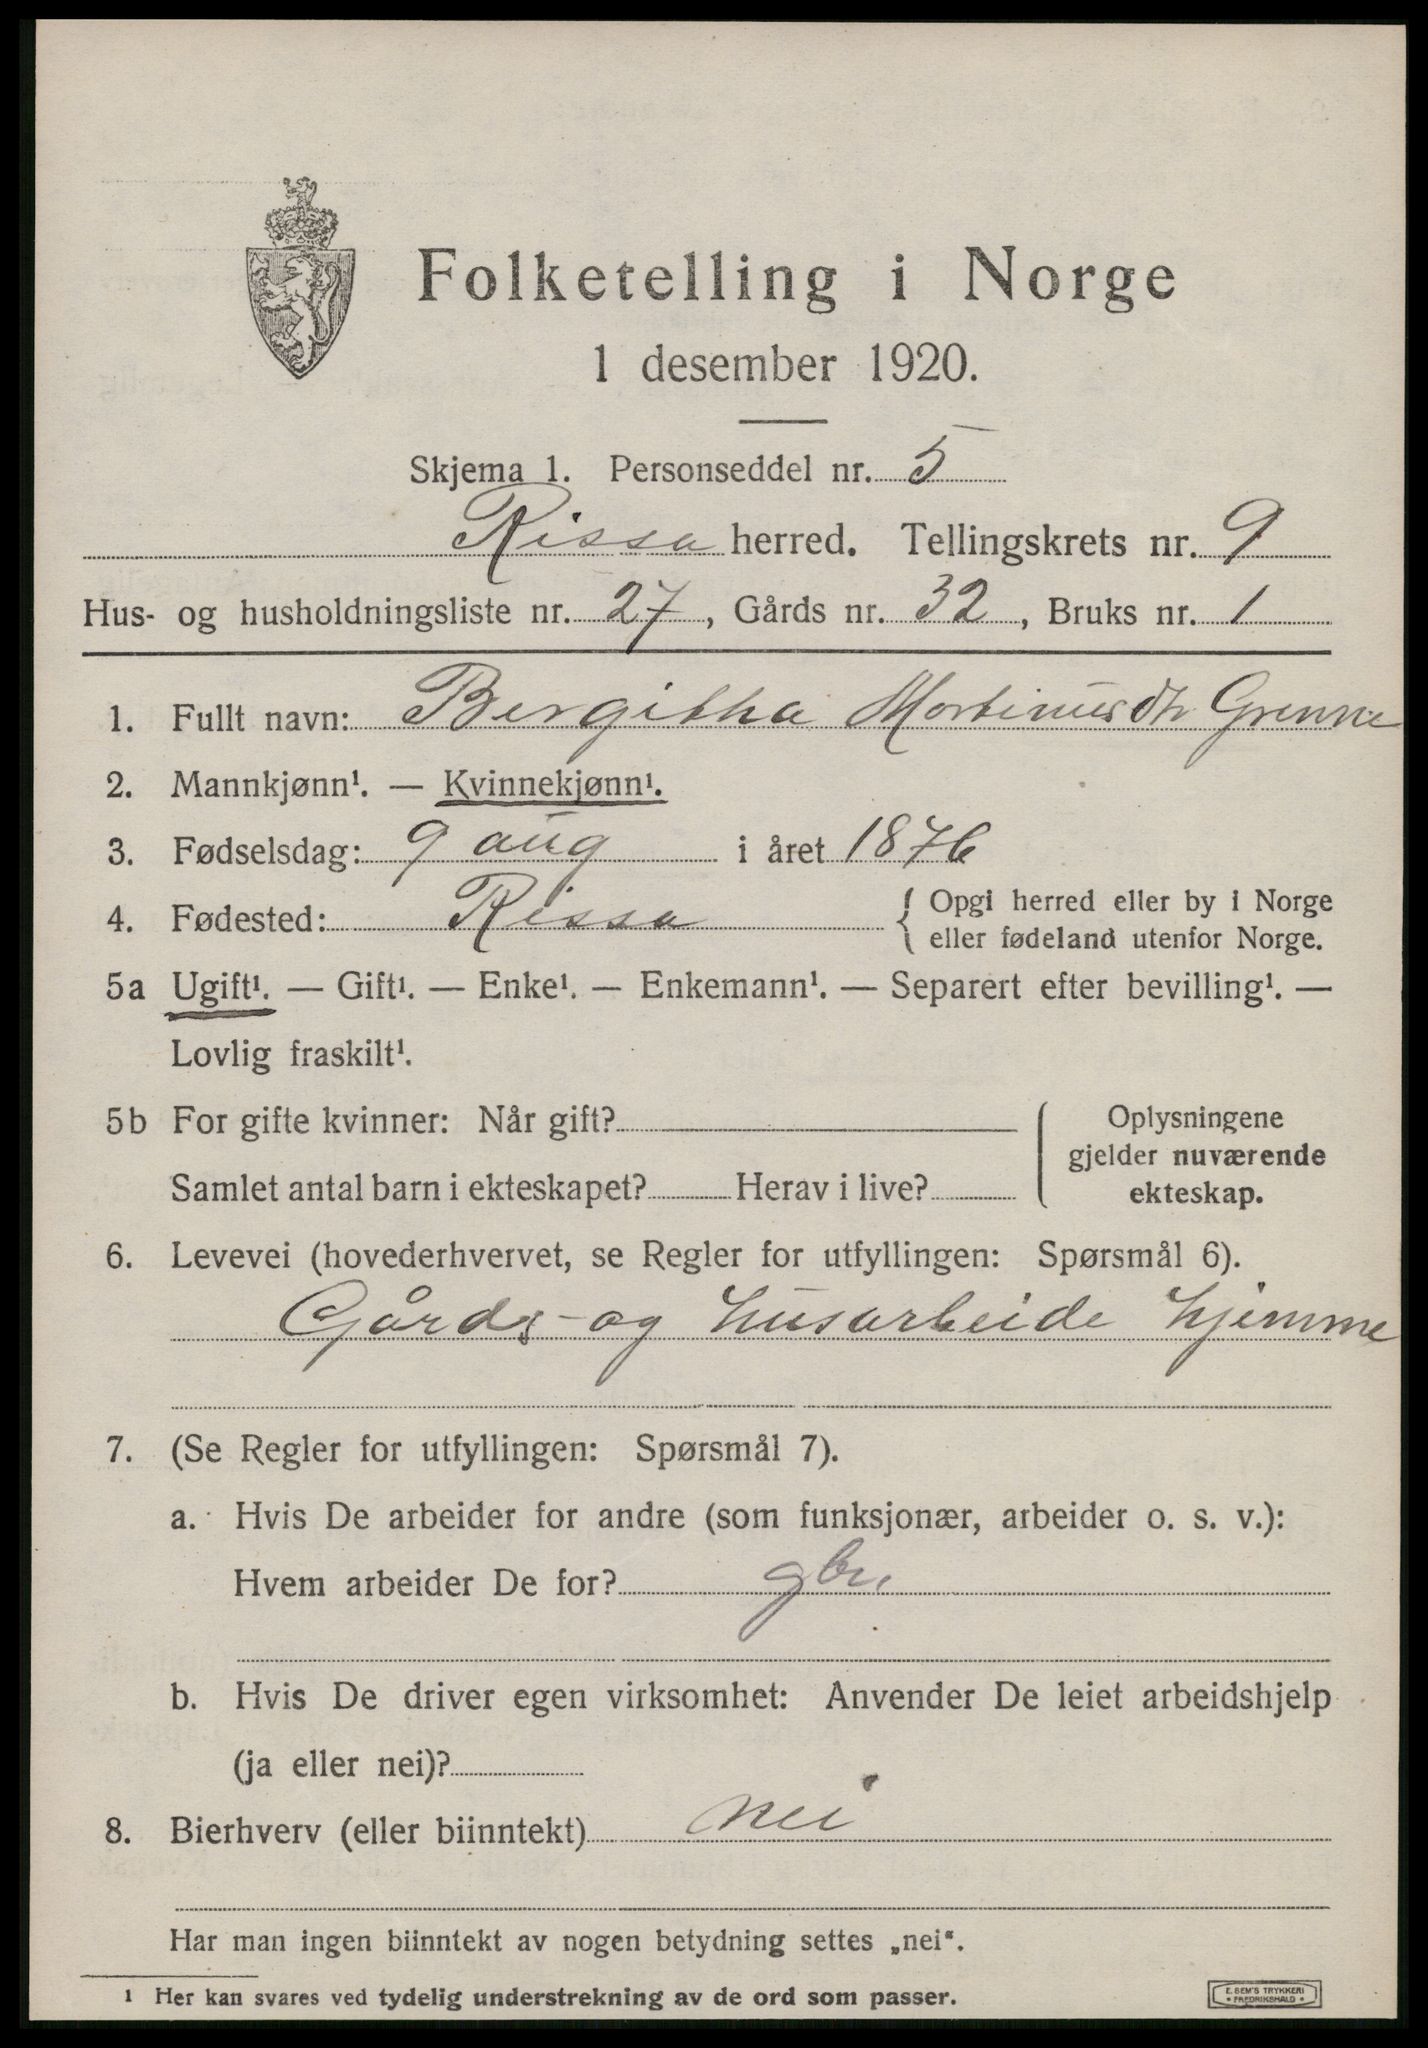 Folketelling i Norge
1 desember 1920.
Skjema 1. Personseddel nr. 5
Rissa herred. Tellingskrets nr. 9
Hus- og husholdningsliste nr. 27, Gårds nr. 32, Bruks nr. 1
1. Fullt navn: Bergitha Mortinusdtr Grenne
2. Mannkjønn¹. — Kvinnekjønn¹.
3. Fødselsdag: 9 aug i året 1876
4. Fødested: Rissa { Opgi herred eller by i Norge
eller fødeland utenfor Norge.
5a Ugift¹. — Gift¹. — Enke¹. — Enkemann¹. — Separert efter bevilling¹. —
Lovlig fraskilt¹.
5b For gifte kvinner: Når gift?
Samlet antal barn i ekteskapet? Herav i live?
Oplysningene
gjelder nuværende
ekteskap.
6. Levevei (hovederhvervet, se Regler for utfyllingen: Spørsmål 6).
Gårds- og husarbeide hjemme
7. (Se Regler for utfyllingen: Spørsmål 7).
a. Hvis De arbeider for andre (som funksjonær, arbeider o. s. v.):
Hvem arbeider De for? gbr.
b. Hvis De driver egen virksomhet: Anvender De leiet arbeidshjelp
(ja eller nei)?
8. Bierhverv (eller biinntekt) nei
Har man ingen biinntekt av nogen betydning settes „nei“.
1 Her kan svares ved tydelig understrekning av de ord som passer.
E. SEM'S TRYKKERI
• FREDRIKSHALD •